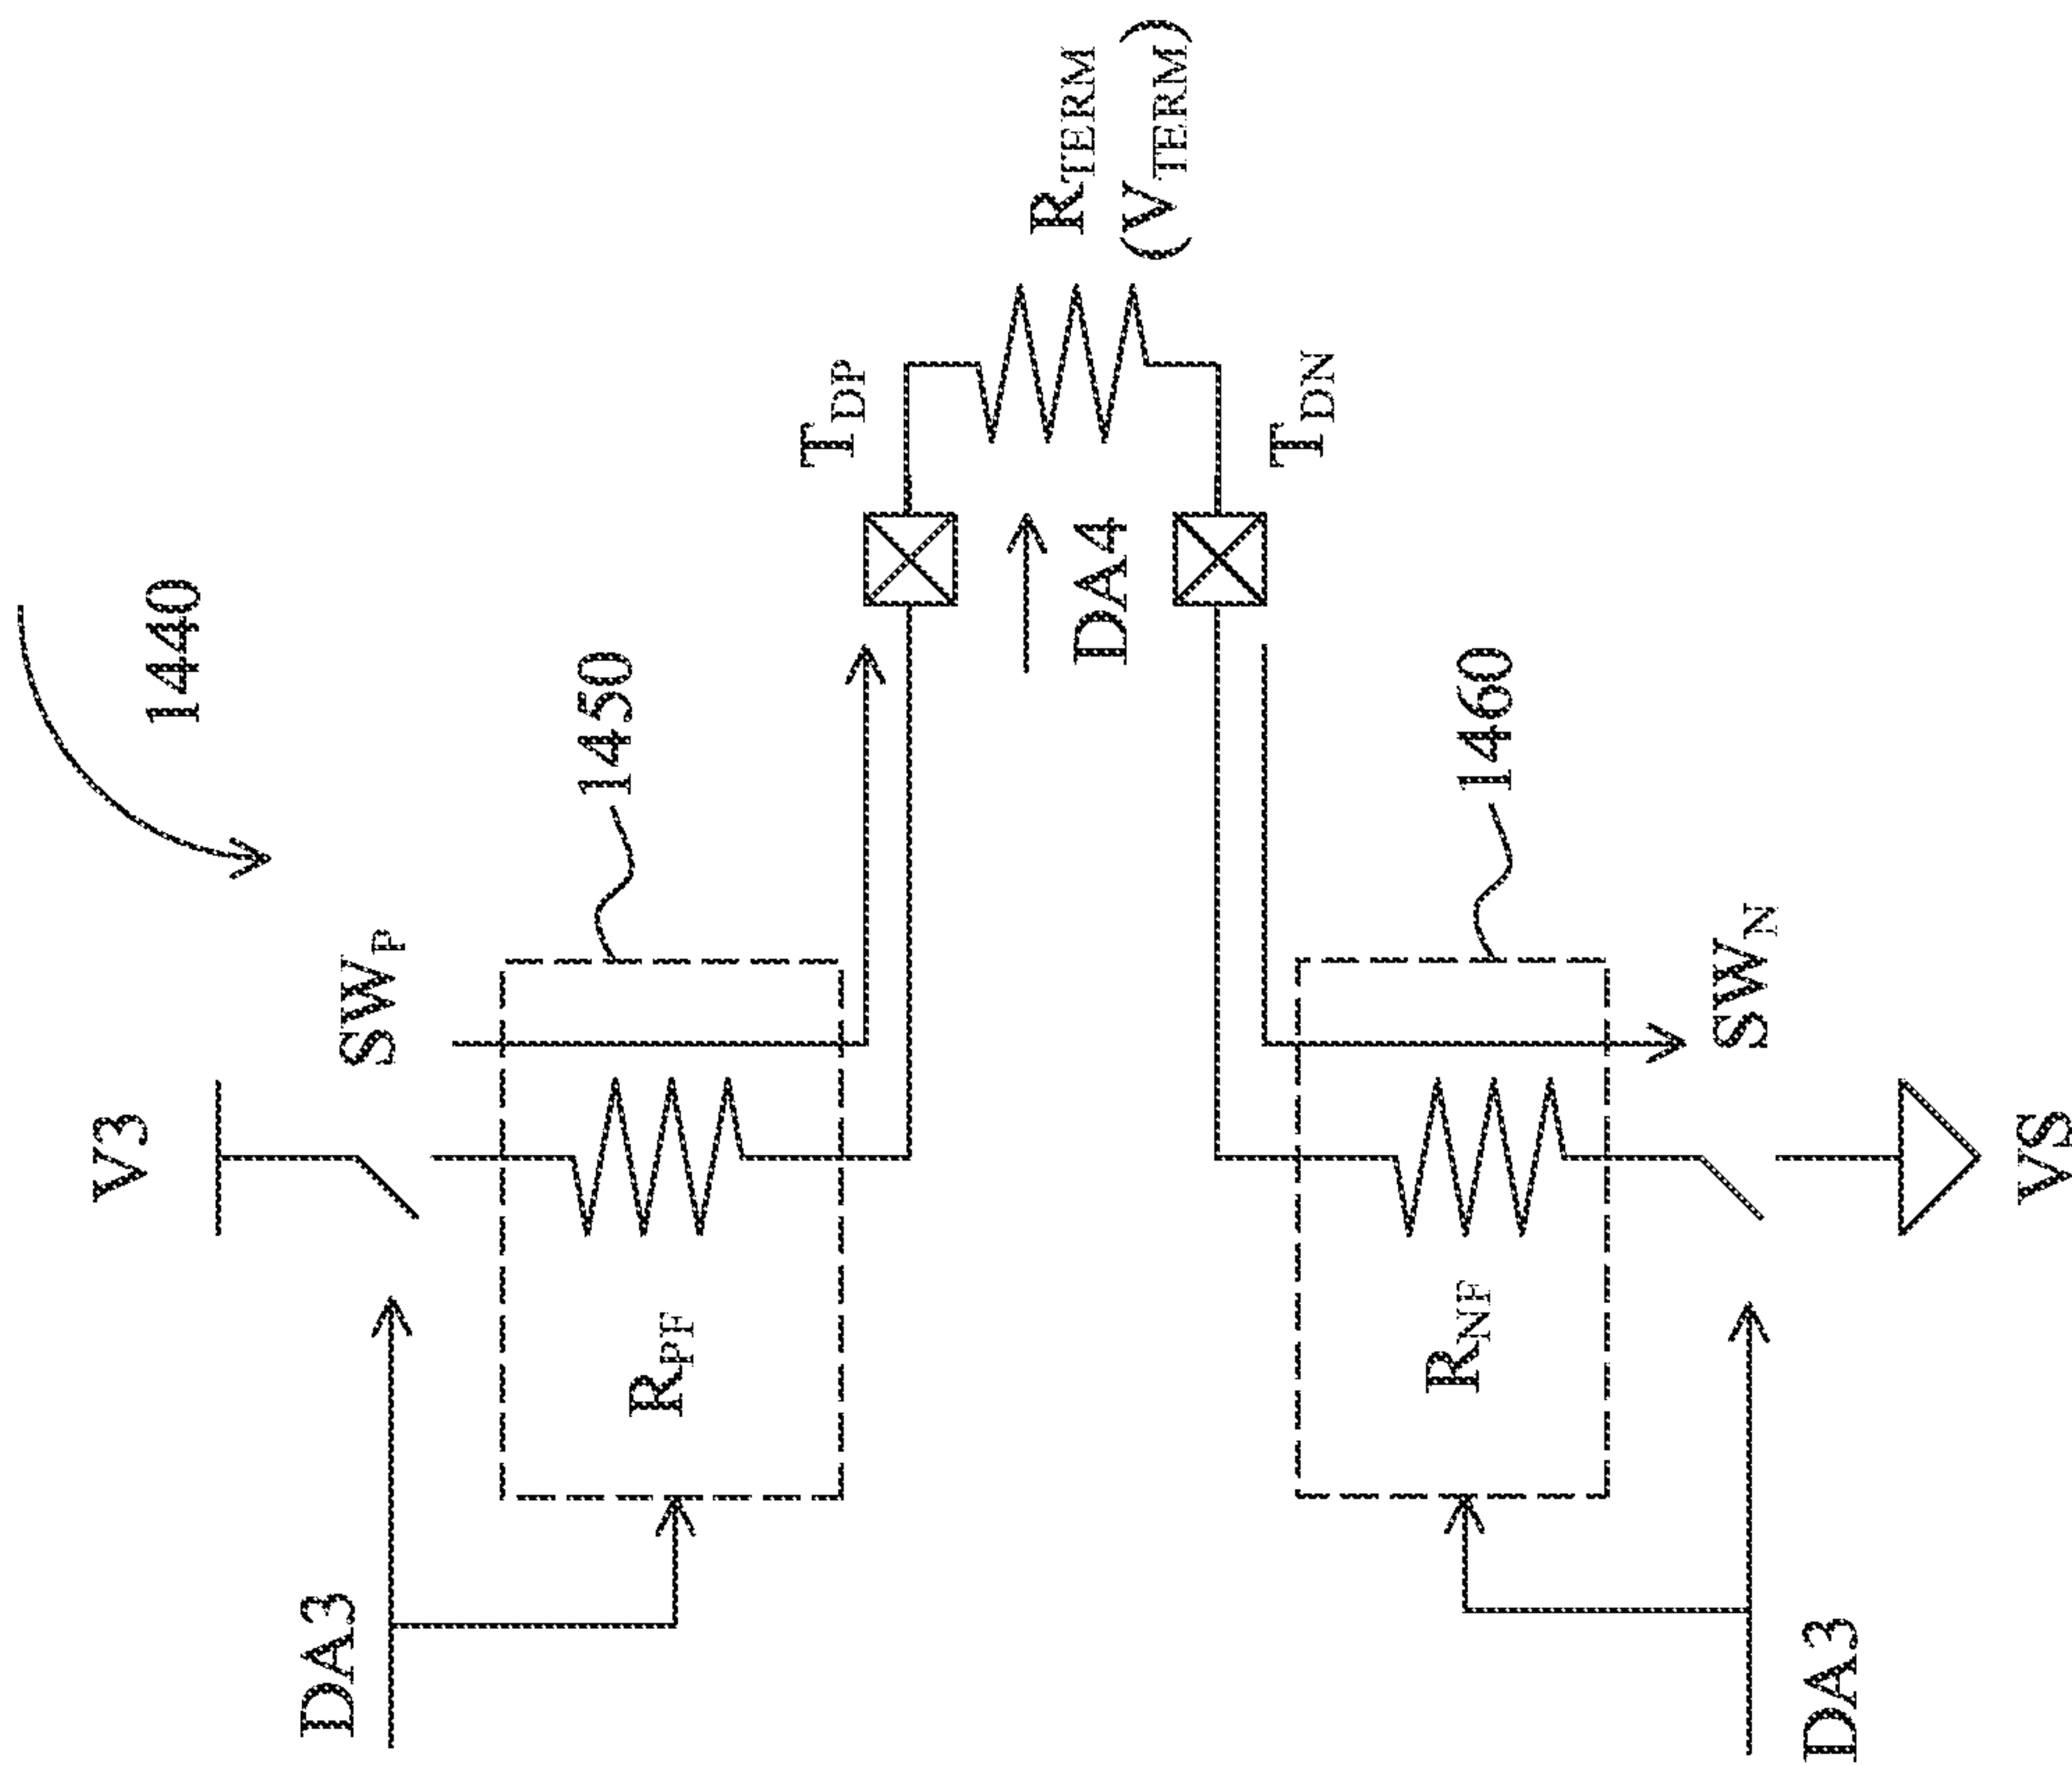 1440
V3
SWP
DA3
1450
RPF
TDP
RTERM
(VTERM)
DA4
TDN
1460
RNF
SWN
DA3
VS